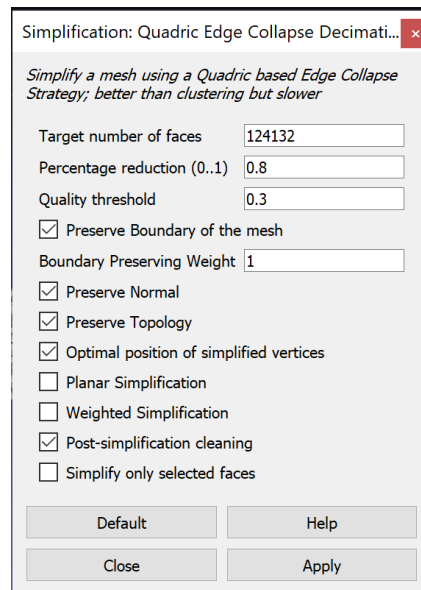 Simplification: Quadric Edge Collapse Decimati...
Simplify a mesh using a Quadric based Edge Collapse
Strategy; better than clustering but slower
Target number of faces 124132
Percentage reduction (0..1) 0.8
Quality threshold 0.3
Preserve Boundary of the mesh
Boundary Preserving Weight 1
Preserve Normal
Preserve Topology
Optimal position of simplified vertices
Planar Simplification
Weighted Simplification
Post-simplification cleaning
Simplify only selected faces
Default Help
Close Apply